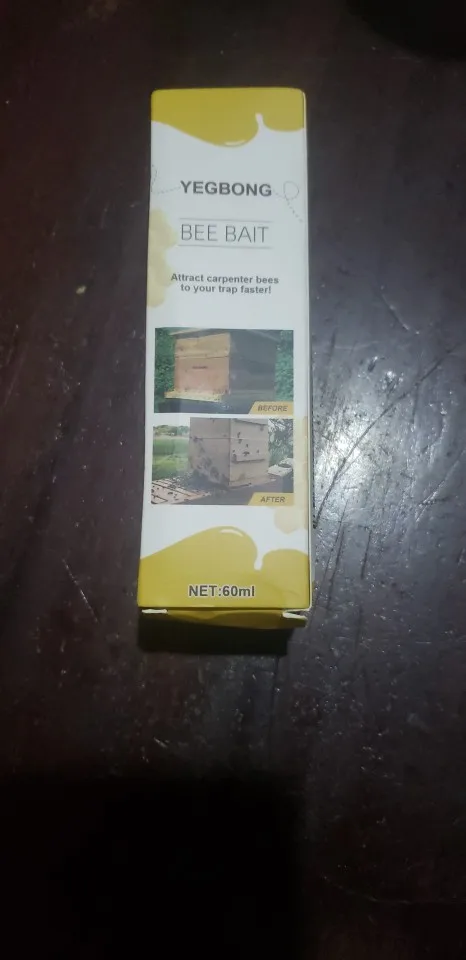 YEGBONG
BEE BAIT
Attract carpenter bees
to your trap faster!
BEFORE
AFTER
NET:60ml